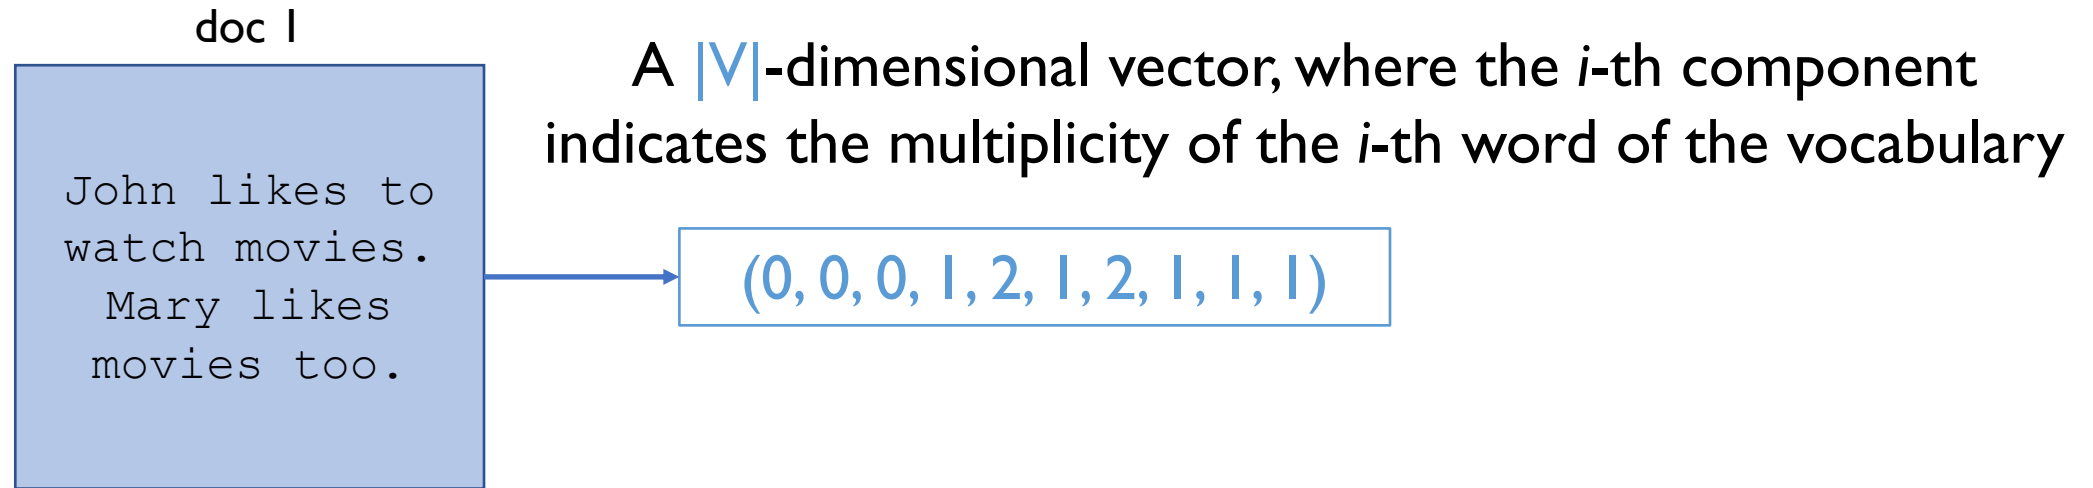 doc 1
A |V|-dimensional vector, where the i-th component
indicates the multiplicity of the i-th word of the vocabulary
John likes to
watch movies.
Mary likes
movies too.
(0, 0, 0, 1, 2, 1, 2, 1, 1, 1)